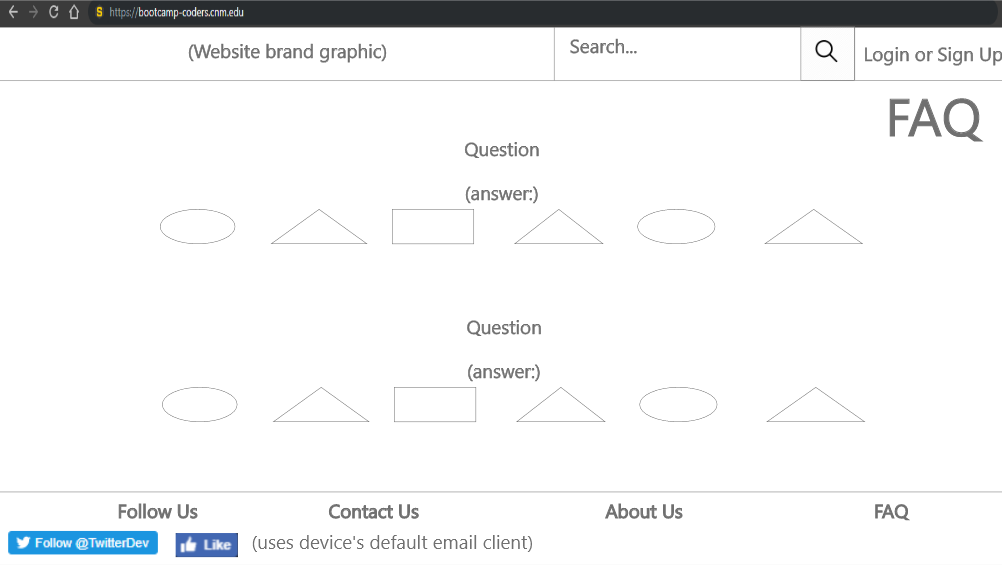 https://bootcamp-coders.cnm.edu
(Website brand graphic)
Search...
Login or Sign Up
FAQ
Question
(answer:)
Question
(answer:)
Follow Us
Contact Us
About Us
FAQ
Follow @TwitterDev
Like
(uses device's default email client)